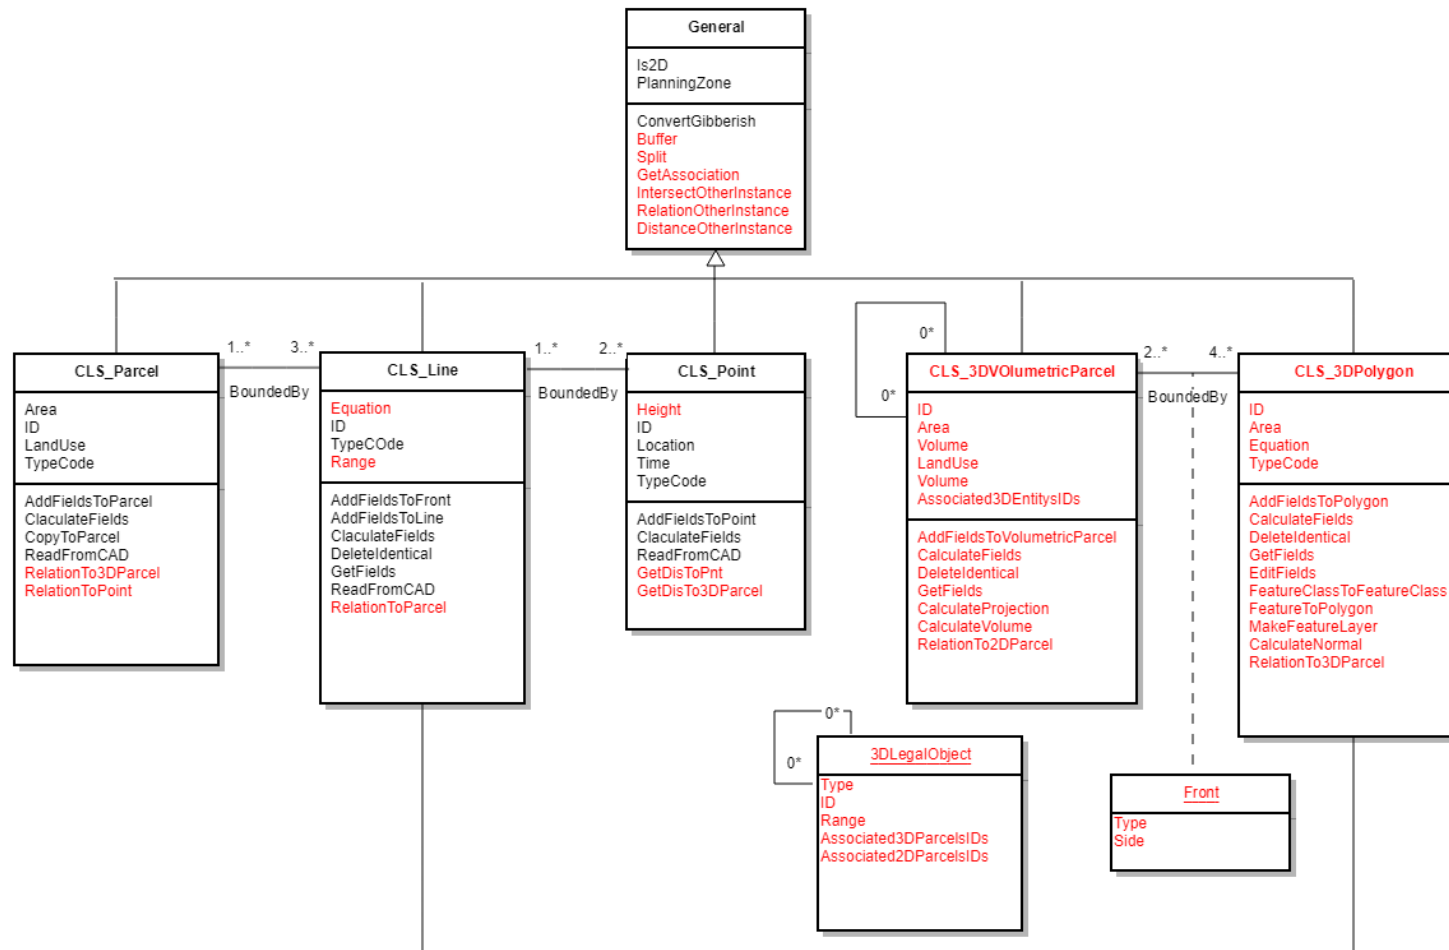 General
Is2D
PlanningZone
ConvertGibberish
Buffer
Split
GetAssociation
IntersectOtherInstance
RelationOtherInstance
DistanceOtherInstance
1..*
3..*
BoundedBy
1..*
2..*
BoundedBy
0*
0*
2..*
4..*
BoundedBy
CLS_Parcel
Area
ID
LandUse
TypeCode
AddFieldsToParcel
ClaculateFields
CopyToParcel
ReadFromCAD
RelationTo3DParcel
RelationToPoint
CLS_Line
Equation
ID
TypeCOde
Range
AddFieldsToFront
AddFieldsToLine
ClaculateFields
DeleteIdentical
GetFields
ReadFromCAD
RelationToParcel
CLS_Point
Height
ID
Location
Time
TypeCode
AddFieldsToPoint
ClaculateFields
ReadFromCAD
GetDisToPnt
GetDisTo3DParcel
CLS_3DVOlumetricParcel
ID
Area
Volume
LandUse
Volume
Associated3DEntitysIDs
AddFieldsToVolumetricParcel
CalculateFields
DeleteIdentical
GetFields
CalculateProjection
CalculateVolume
RelationTo2DParcel
CLS_3DPolygon
ID
Area
Equation
TypeCode
AddFieldsToPolygon
CalculateFields
DeleteIdentical
GetFields
EditFields
FeatureClassToFeatureClass
FeatureToPolygon
MakeFeatureLayer
CalculateNormal
RelationTo3DParcel
0*
0*
3DLegalObject
Type
ID
Range
Associated3DParcelsIDs
Associated2DParcelsIDs
Front
Type
Side